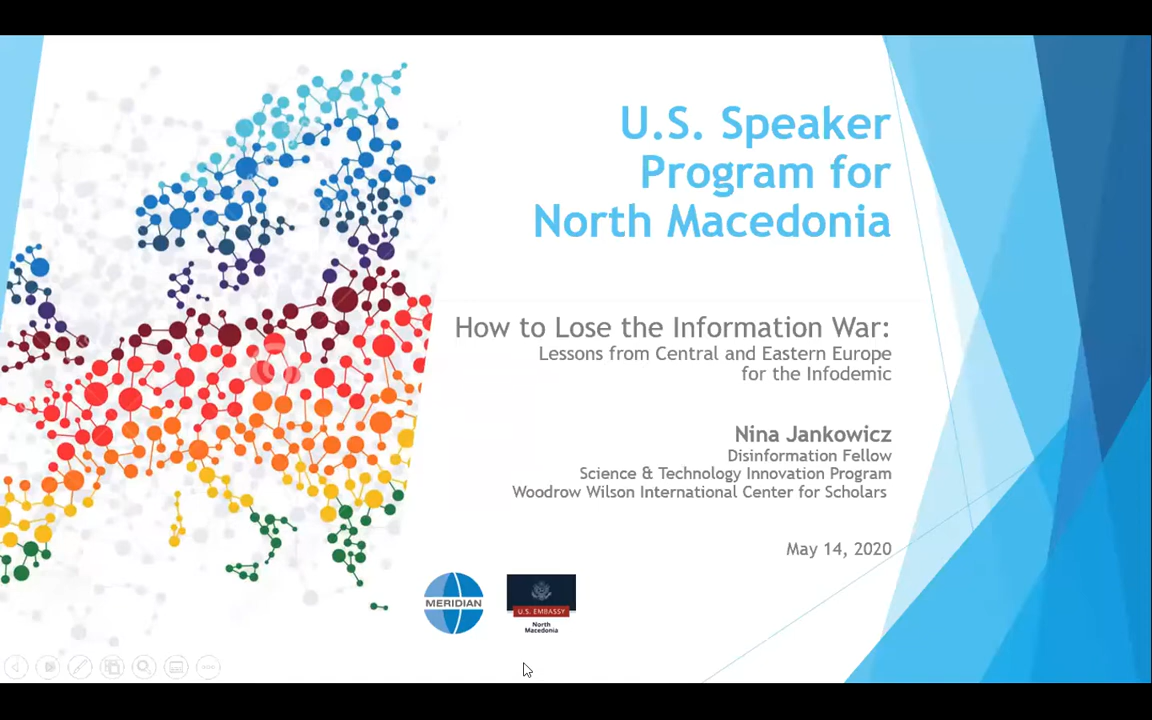 U.S. Speaker
Program for
North Macedonia
How to Lose the Information War:
Lessons from Central and Eastern Europe
for the Infodemic
Nina Jankowicz
Disinformation Fellow
Science & Technology Innovation Program
Woodrow Wilson International Center for Scholars
May 14, 2020
MERIDIAN
U.S. EMBASSY
North
Macedonia